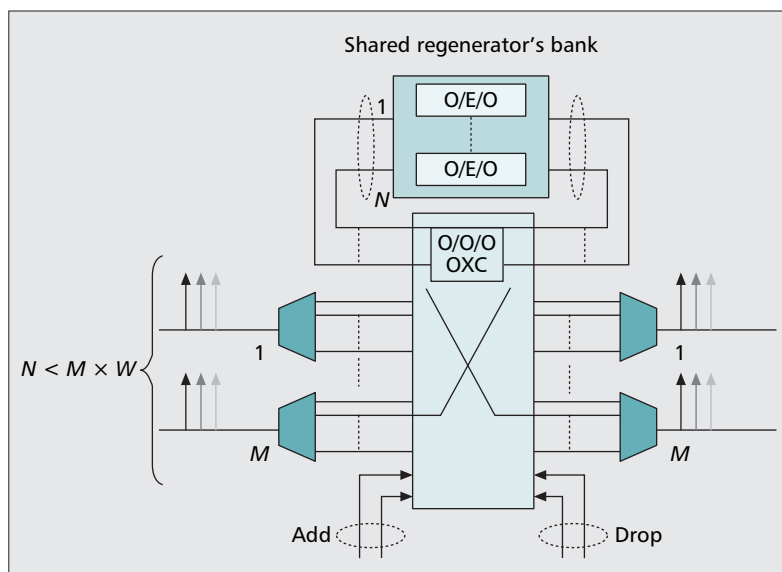 Shared regenerator's bank
1
O/E/O
O/E/O
N
O/O/O
OXC
N < M × W
1
1
M
M
Add
Drop